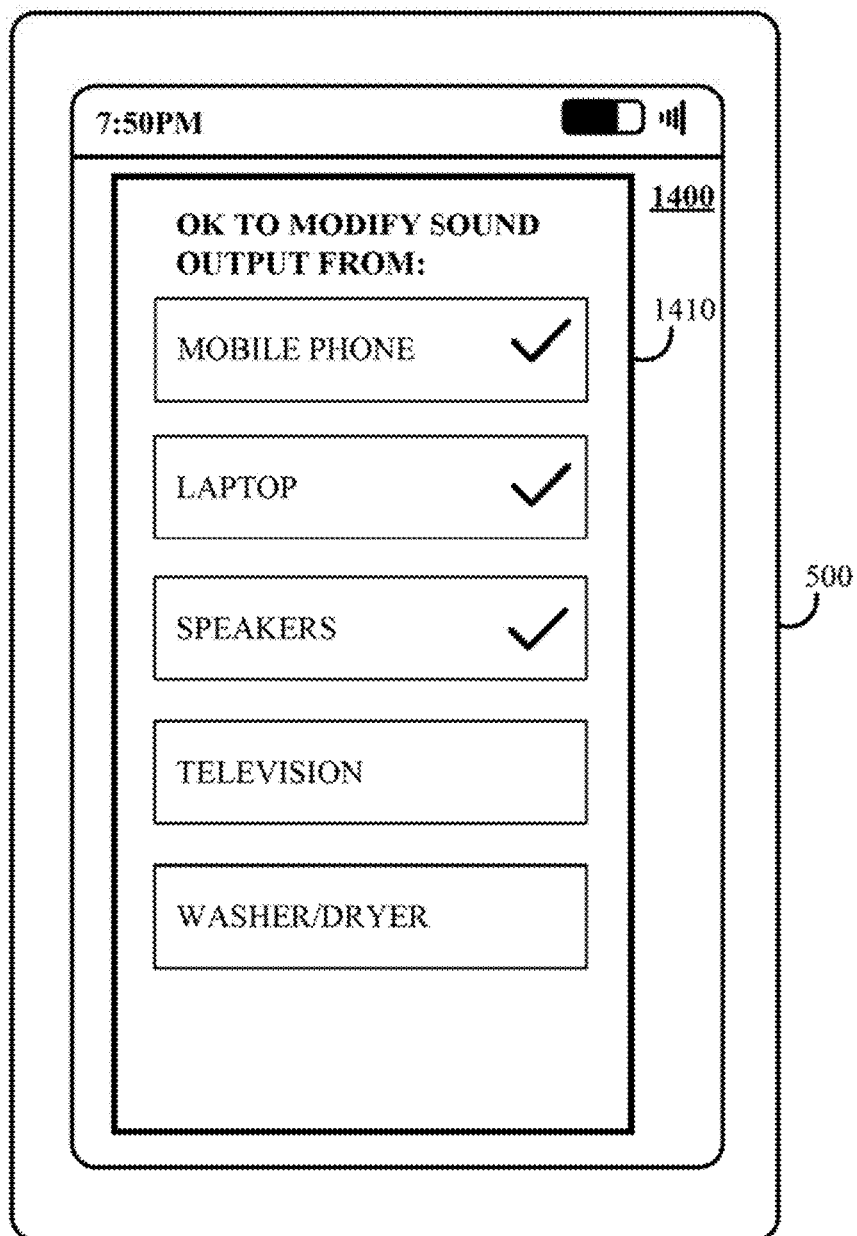 7:50PM
1400
OK TO MODIFY SOUND
OUTPUT FROM:
1410
MOBILE PHONE
LAPTOP
500
SPEAKERS
TELEVISION
WASHER/DRYER